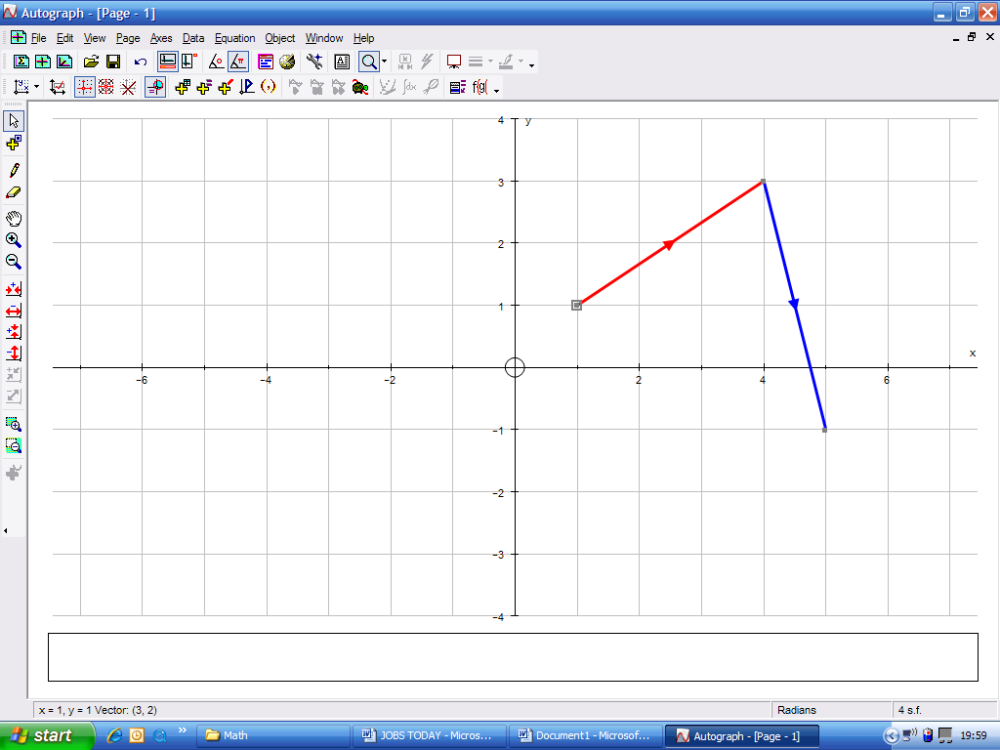 Autograph - [Page - 1]
File Edit View Page Axes Data Equation Object Window Help
4 y
3
2
1
x
-6 -4 -2 2 4 6
-1
-2
-3
-4
x = 1, y = 1 Vector: (3, 2) Radians 4 s.f.
start » Math JOBS TODAY - Micros... Document1 - Microsof... Autograph - [Page - 1] 19:59